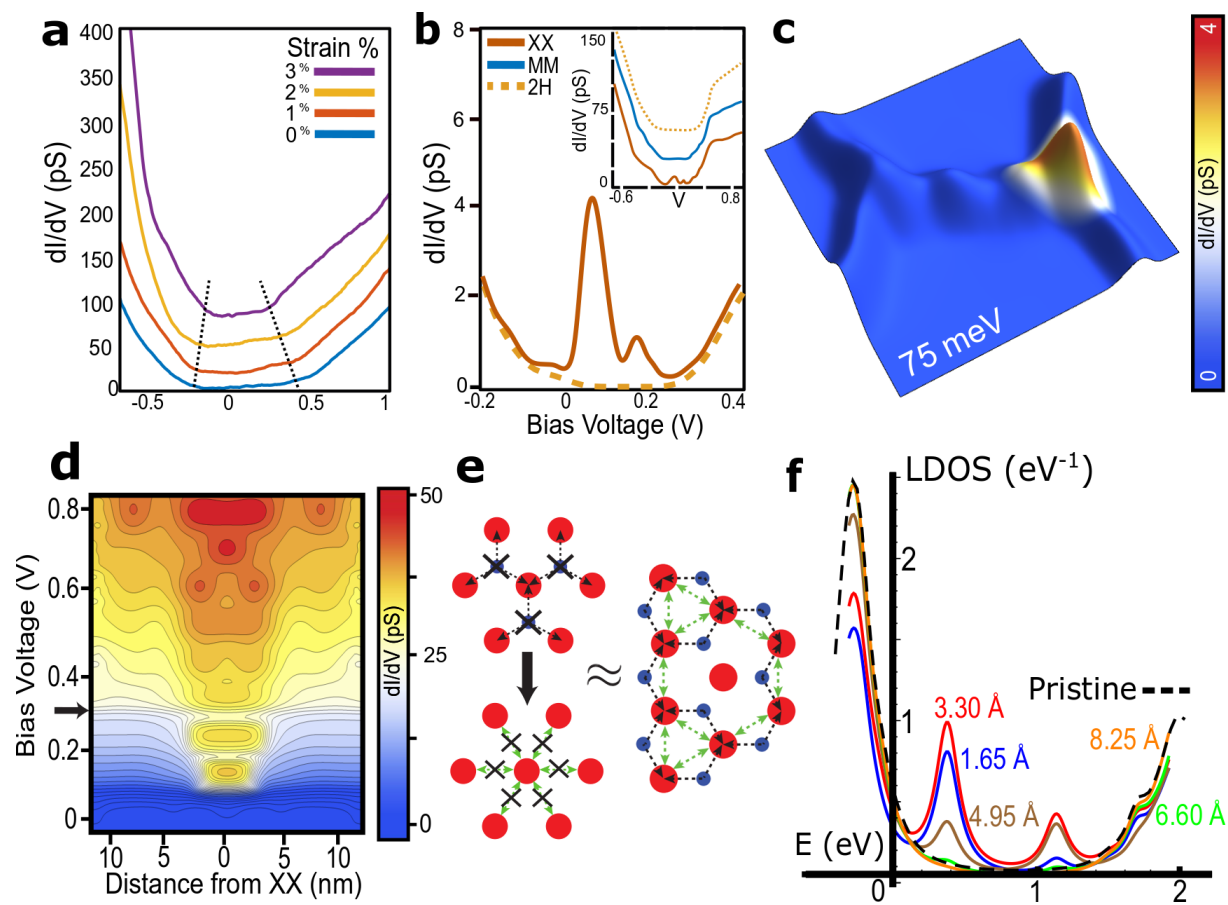 a
400
350
300
250
200
150
100
50
0
dI/dV (pS)
Strain %
3 %
2 %
1 %
0 %
-0.5
0
0.5
1
b
8
6
4
2
0
dI/dV (pS)
XX
MM
2H
150
75
0
dI/dV (pS)
-0.6
V
0.8
-0.2
0
0.2
0.4
Bias Voltage (V)
c
75 meV
4
dI/dV (pS)
0
d
0.8
0.6
0.4
0.2
0
Bias Voltage (V)
10
5
0
5
10
Distance from XX (nm)
50
25
0
dI/dV (pS)
e
≈
f
LDOS (eV⁻¹)
2
1
Pristine
3.30 Å
8.25 Å
1.65 Å
4.95 Å
6.60 Å
E (eV)
0
1
2